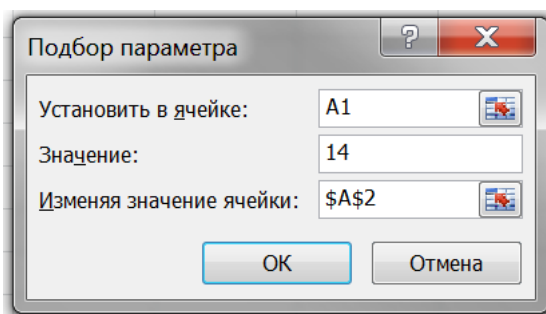 Подбор параметра
Установить в ячейке: A1
Значение: 14
Изменяя значение ячейки: $A$2
ОК Отмена